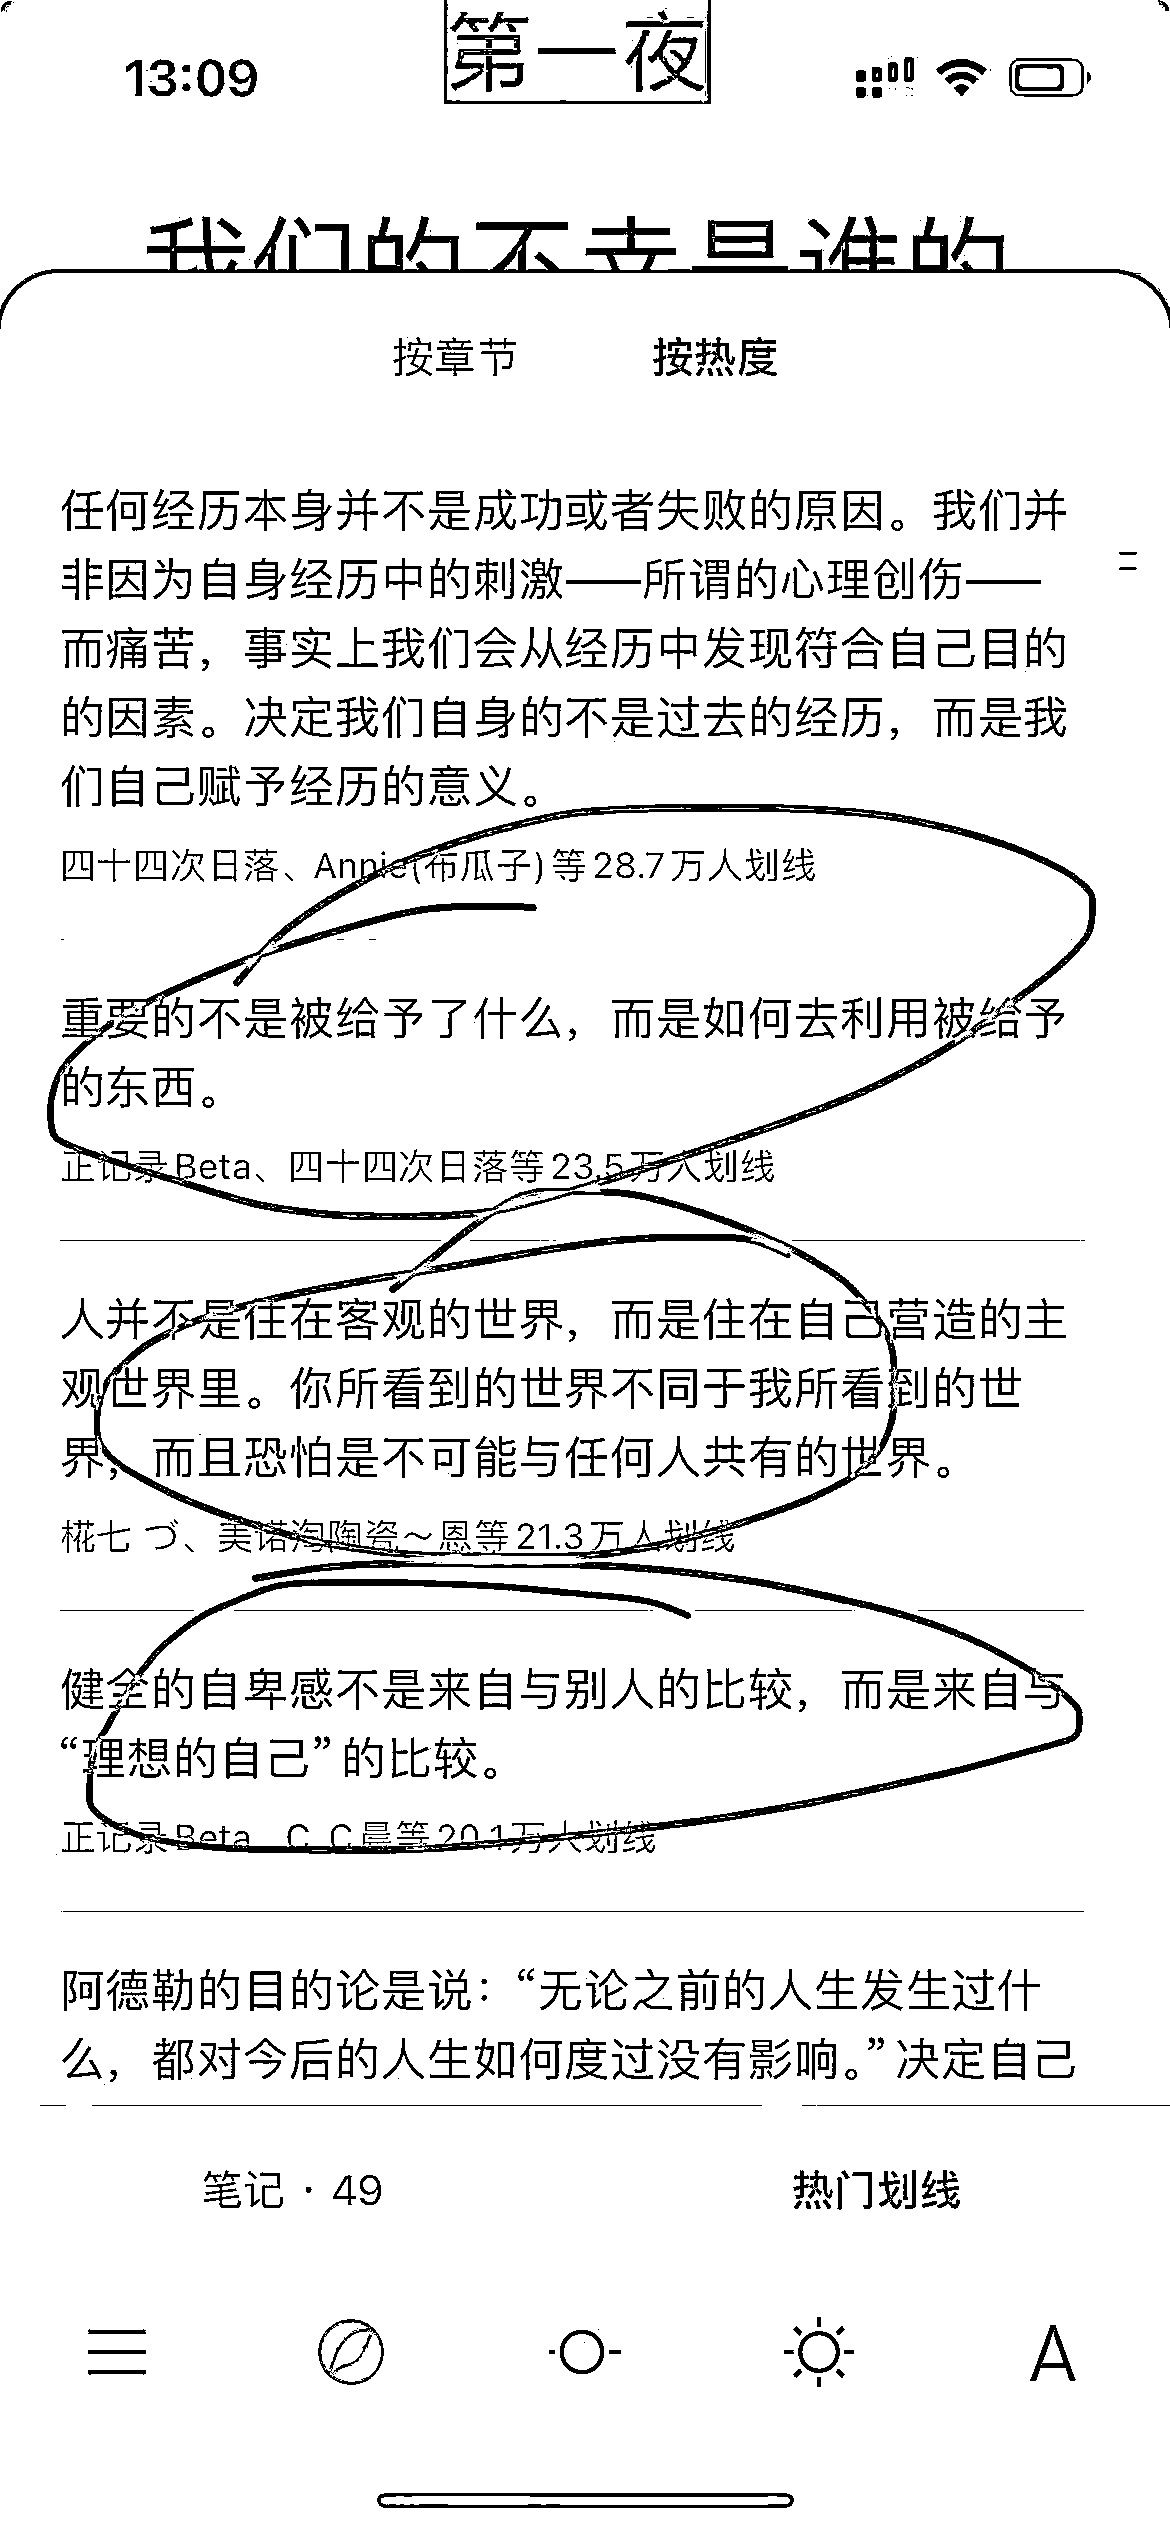 第一夜
13:09
我们的不幸是谁的
按章节 按热度
任何经历本身并不是成功或者失败的原因。我们并
非因为自身经历中的刺激——所谓的心理创伤——
而痛苦，事实上我们会从经历中发现符合自己目的
的因素。决定我们自身的不是过去的经历，而是我
们自己赋予经历的意义。
四十四次日落、Annie(布瓜子)等28.7万人划线
重要的不是被给予了什么，而是如何去利用被给予
的东西。
正记录Beta、四十四次日落等23.5万人划线
人并不是住在客观的世界，而是住在自己营造的主
观世界里。你所看到的世界不同于我所看到的世
界，而且恐怕是不可能与任何人共有的世界。
椛七 づ、美诺淘陶瓷～恩等21.3万人划线
健全的自卑感不是来自与别人的比较，而是来自与
“理想的自己”的比较。
正记录Beta、C_C晨等20.1万人划线
阿德勒的目的论是说：“无论之前的人生发生过什
么，都对今后的人生如何度过没有影响。”决定自己
笔记 · 49 热门划线
A